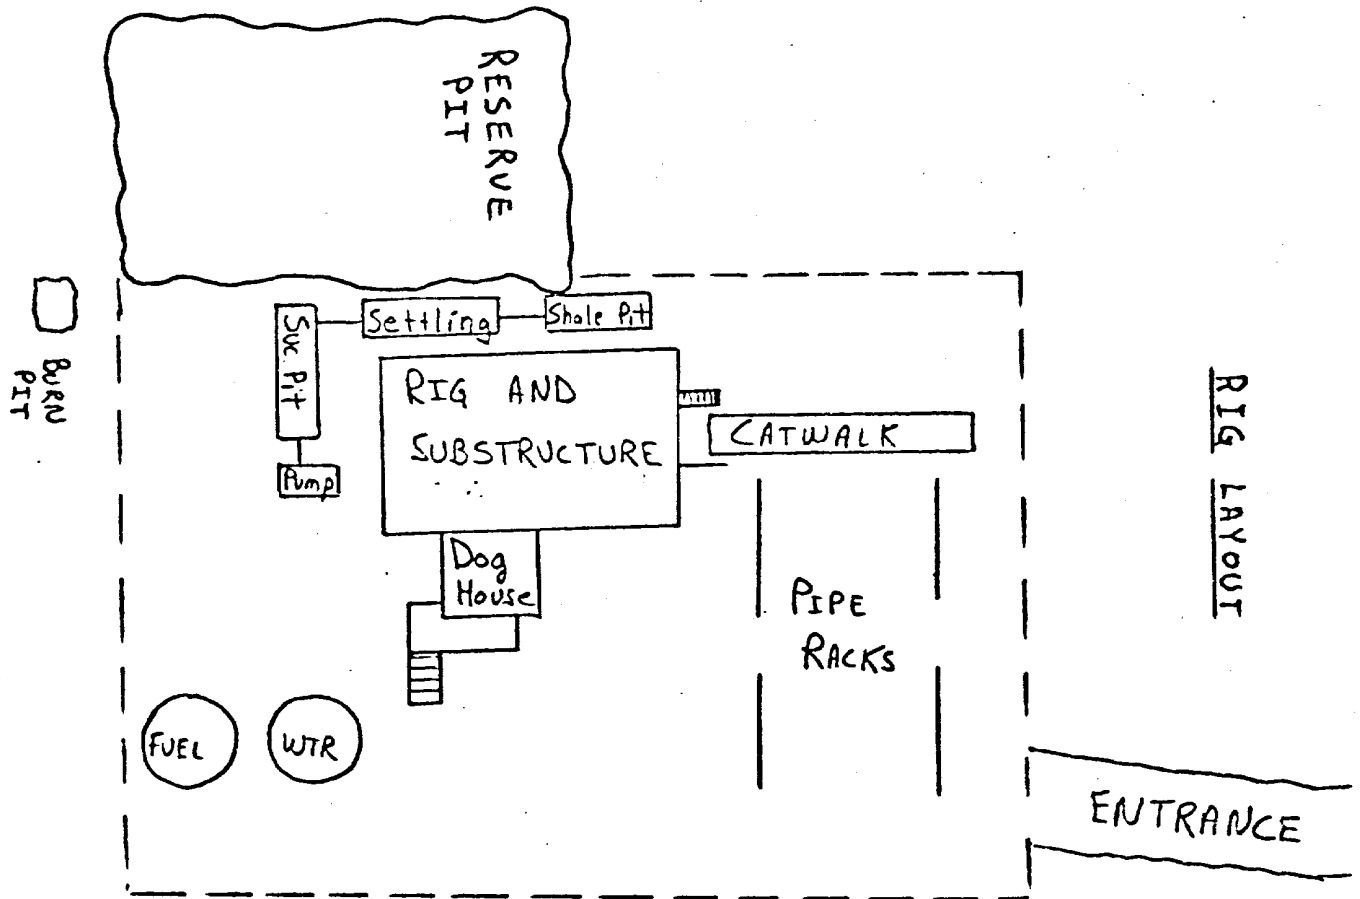 RESERVE
PIT
Settling
Shale Pit
Suc. Pit
BURN
PIT
RIG AND
SUBSTRUCTURE
CATWALK
Pump
RIG LAYOUT
Dog
House
PIPE
RACKS
FUEL
WTR
ENTRANCE